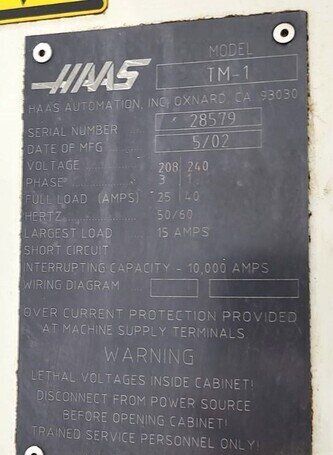 HAAS
MODEL
TM-1
HAAS AUTOMATION, INC, OXNARD, CA 93030
SERIAL NUMBER 28579
DATE OF MFG 5/02
VOLTAGE 208 240
PHASE 3 1
FULL LOAD (AMPS) 25 40
HERTZ 50/60
LARGEST LOAD 15 AMPS
SHORT CIRCUIT
INTERRUPTING CAPACITY - 10,000 AMPS
WIRING DIAGRAM
OVER CURRENT PROTECTION PROVIDED
AT MACHINE SUPPLY TERMINALS
WARNING
LETHAL VOLTAGES INSIDE CABINET!
DISCONNECT FROM POWER SOURCE
BEFORE OPENING CABINET!
TRAINED SERVICE PERSONNEL ONLY!